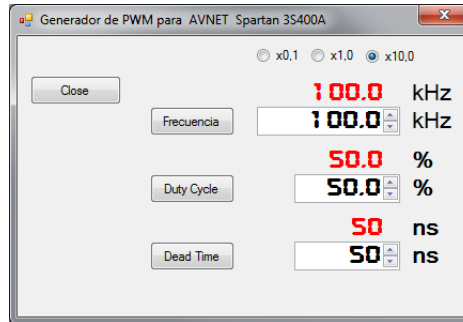 Generador de PWM para AVNET Spartan 3S400A
x0,1 x1,0 x10,0
Close
100.0 kHz
Frecuencia 100.0 kHz
50.0 %
Duty Cycle 50.0 %
50 ns
Dead Time 50 ns